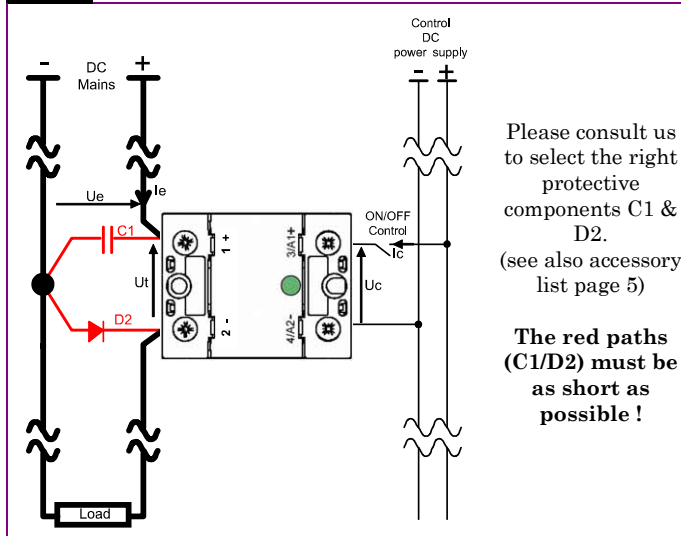 Control
DC
power supply
- +
DC
Mains
- +
Ue
Ie
C1
Ut
D2
1 +
2 -
3/A1+
4/A2-
ON/OFF
Control
Ic
Uc
Load
Please consult us
to select the right
protective
components C1 &
D2.
(see also accessory
list page 5)
The red paths
(C1/D2) must be
as short as
possible !